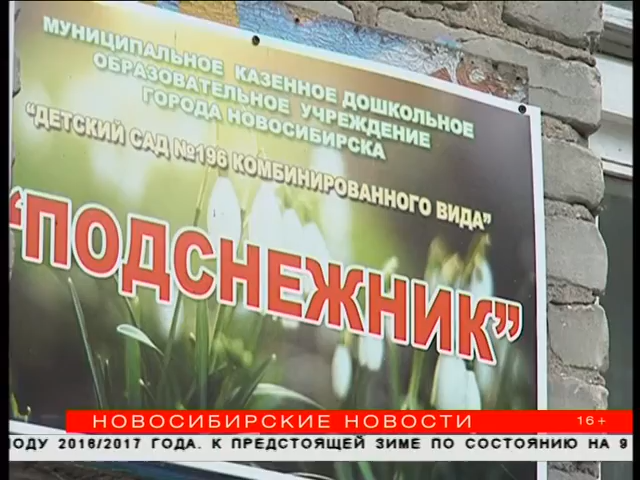 МУНИЦИПАЛЬНОЕ КАЗЕННОЕ ДОШКОЛЬНОЕ
ОБРАЗОВАТЕЛЬНОЕ УЧРЕЖДЕНИЕ
ГОРОДА НОВОСИБИРСКА
“ДЕТСКИЙ САД №196 КОМБИНИРОВАННОГО ВИДА”
“ПОДСНЕЖНИК”
НОВОСИБИРСКИЕ НОВОСТИ 16+
2016/2017 ГОДА. К ПРЕДСТОЯЩЕЙ ЗИМЕ ПО СОСТОЯНИЮ НА 9